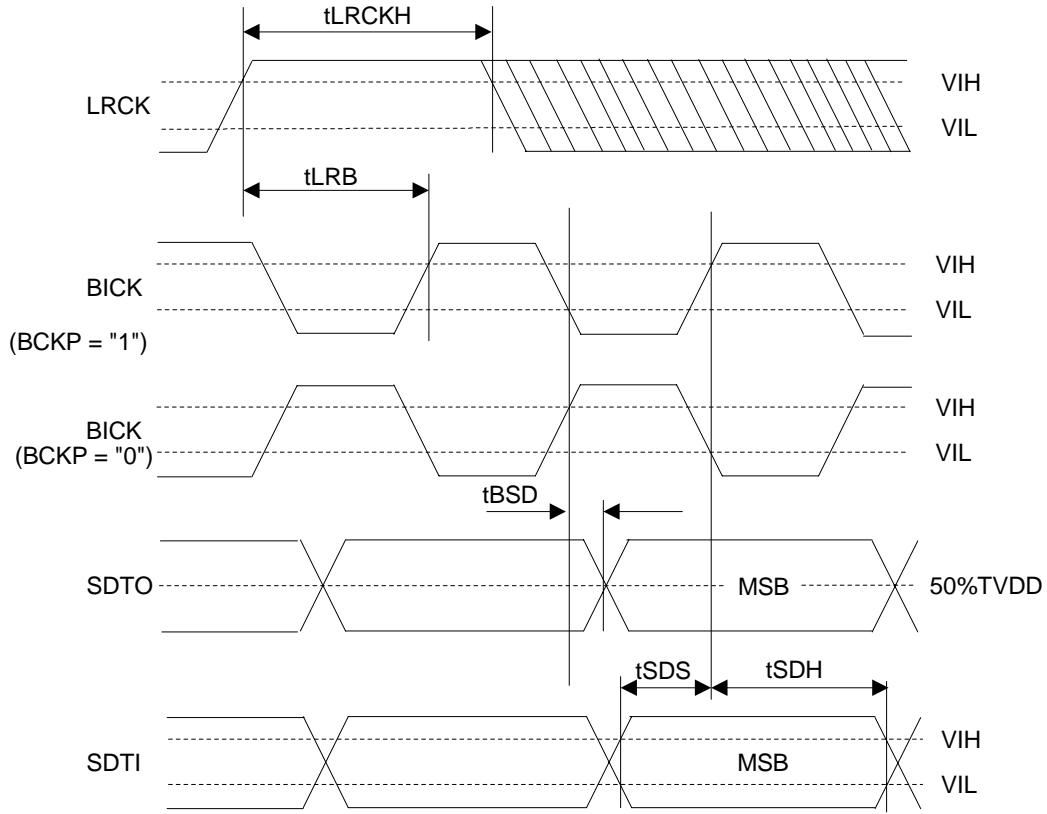 tLRCKH
LRCK
VIH
VIL
tLRB
BICK
(BCKP = "1")
VIH
VIL
BICK
(BCKP = "0")
VIH
VIL
tBSD
SDTO
MSB
50%TVDD
tSDS
tSDH
SDTI
MSB
VIH
VIL